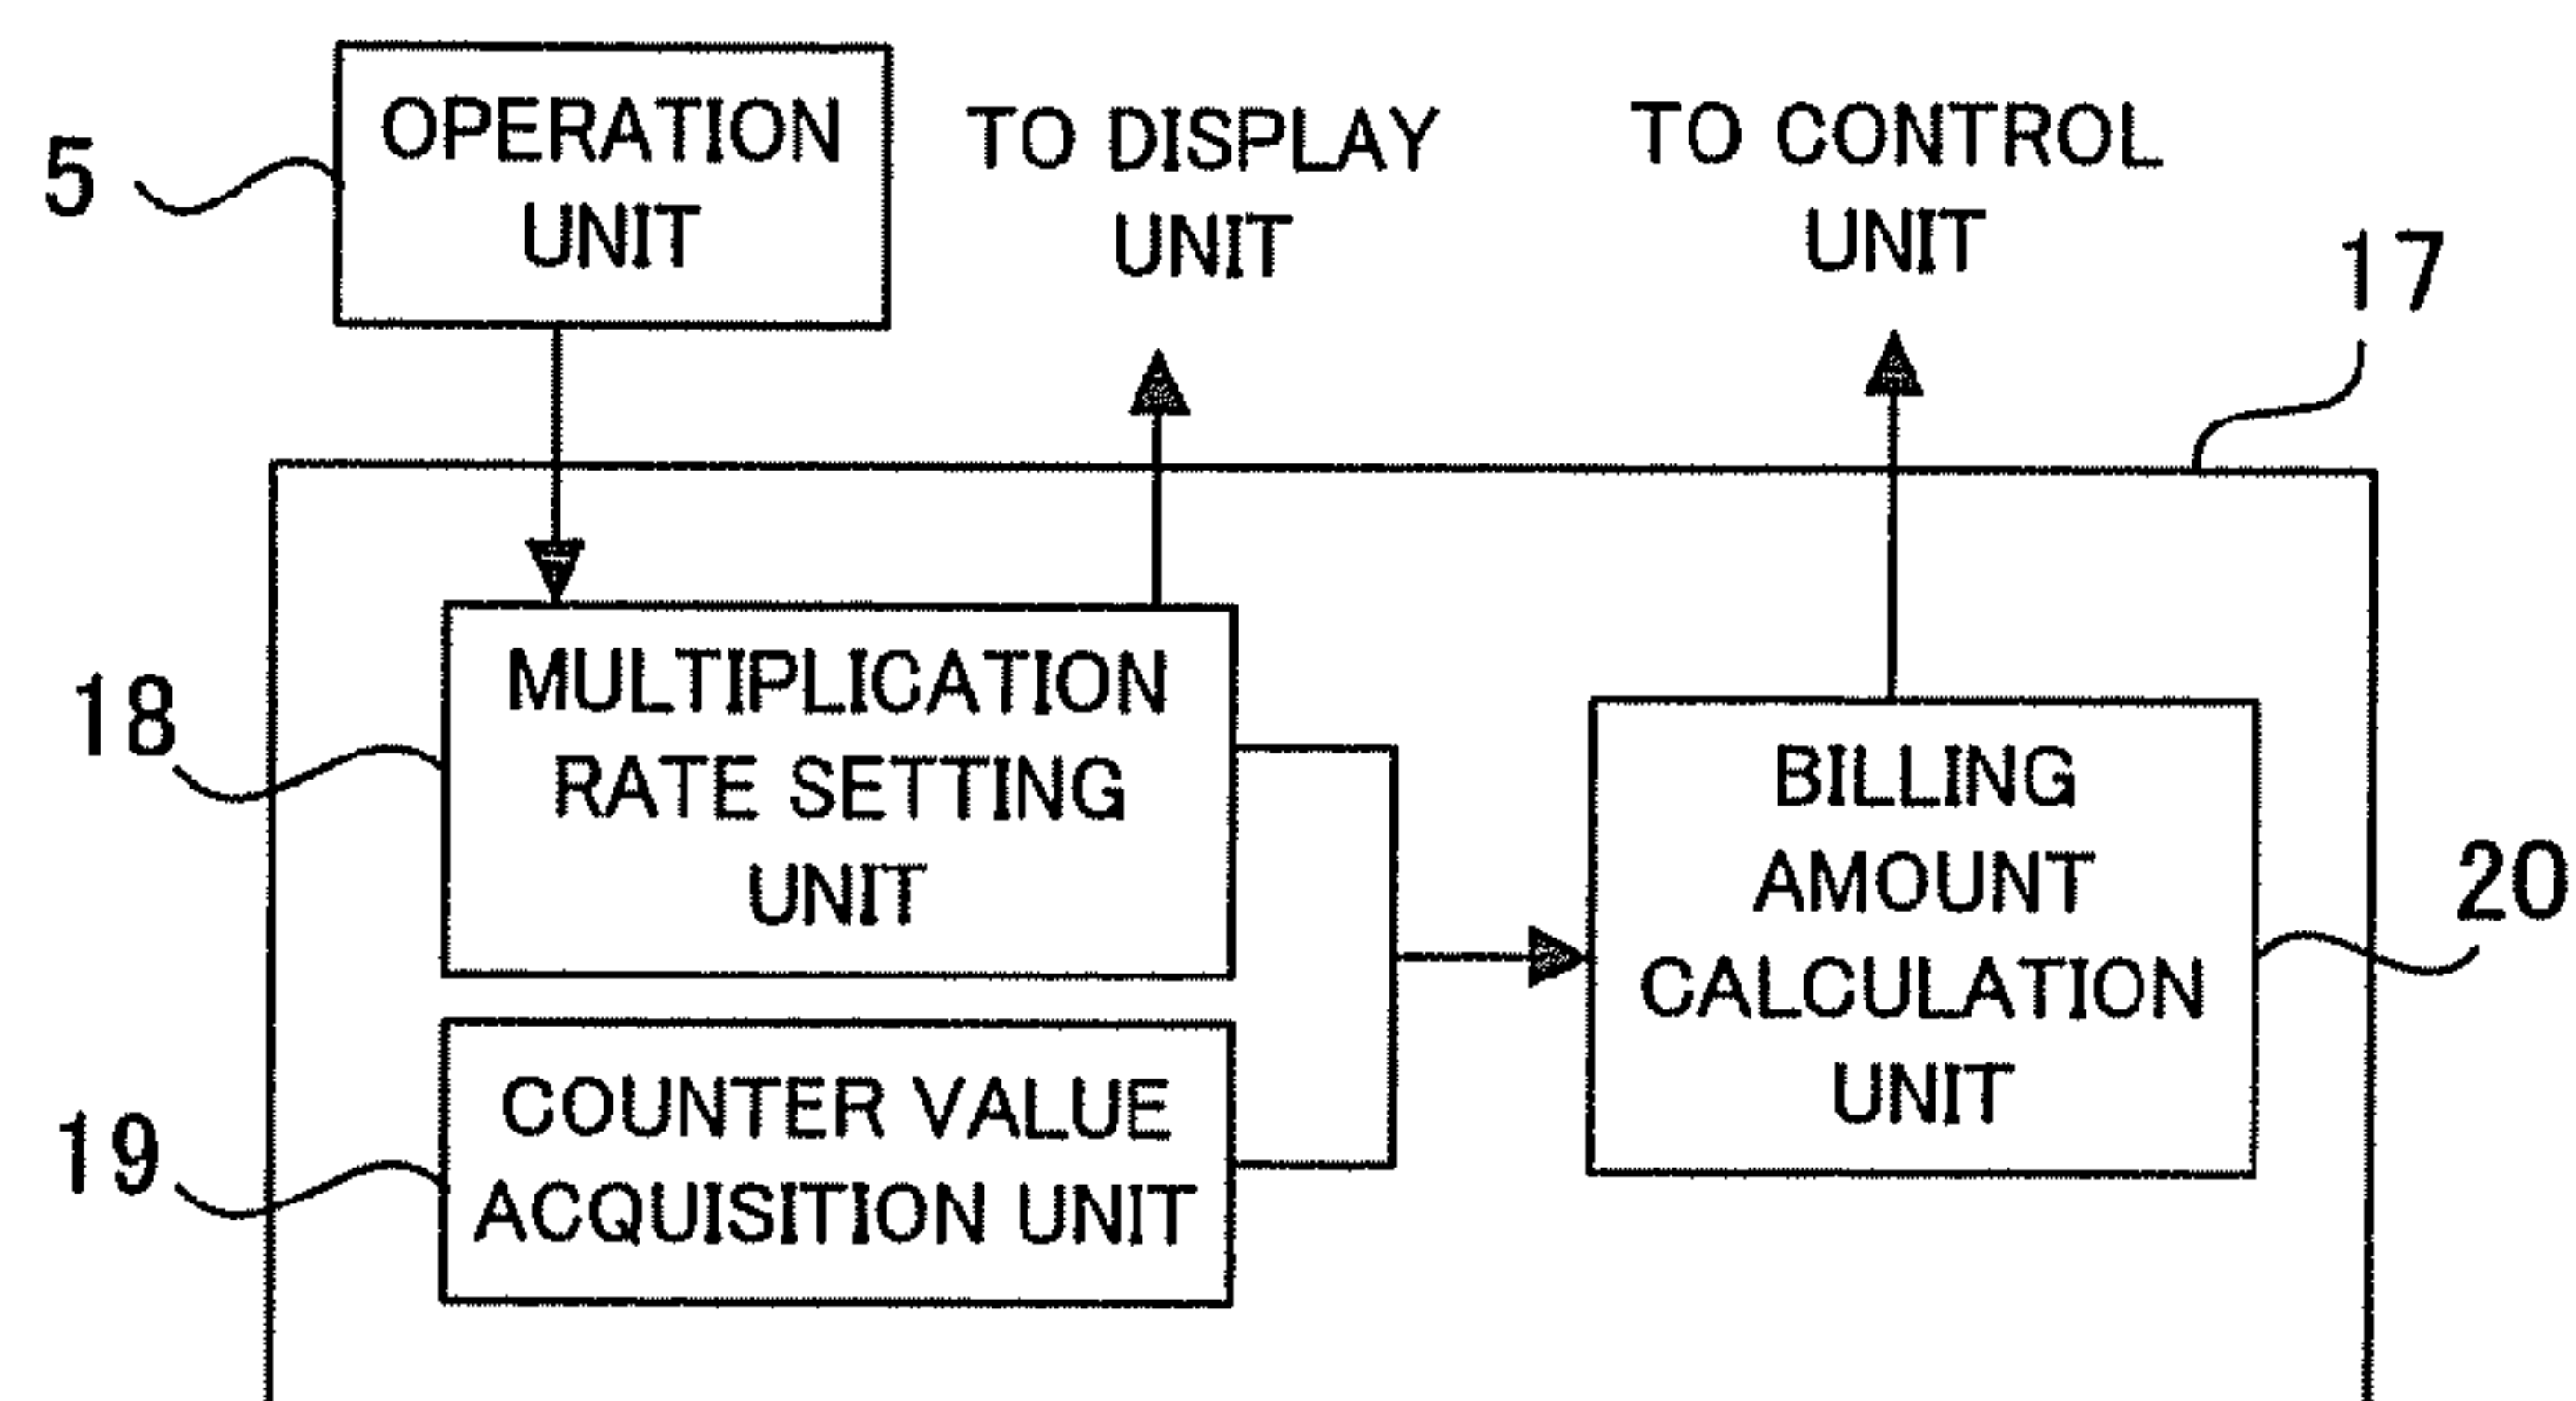 5
OPERATION
UNIT
TO DISPLAY
UNIT
TO CONTROL
UNIT
17
18
MULTIPLICATION
RATE SETTING
UNIT
19
COUNTER VALUE
ACQUISITION UNIT
BILLING
AMOUNT
CALCULATION
UNIT
20